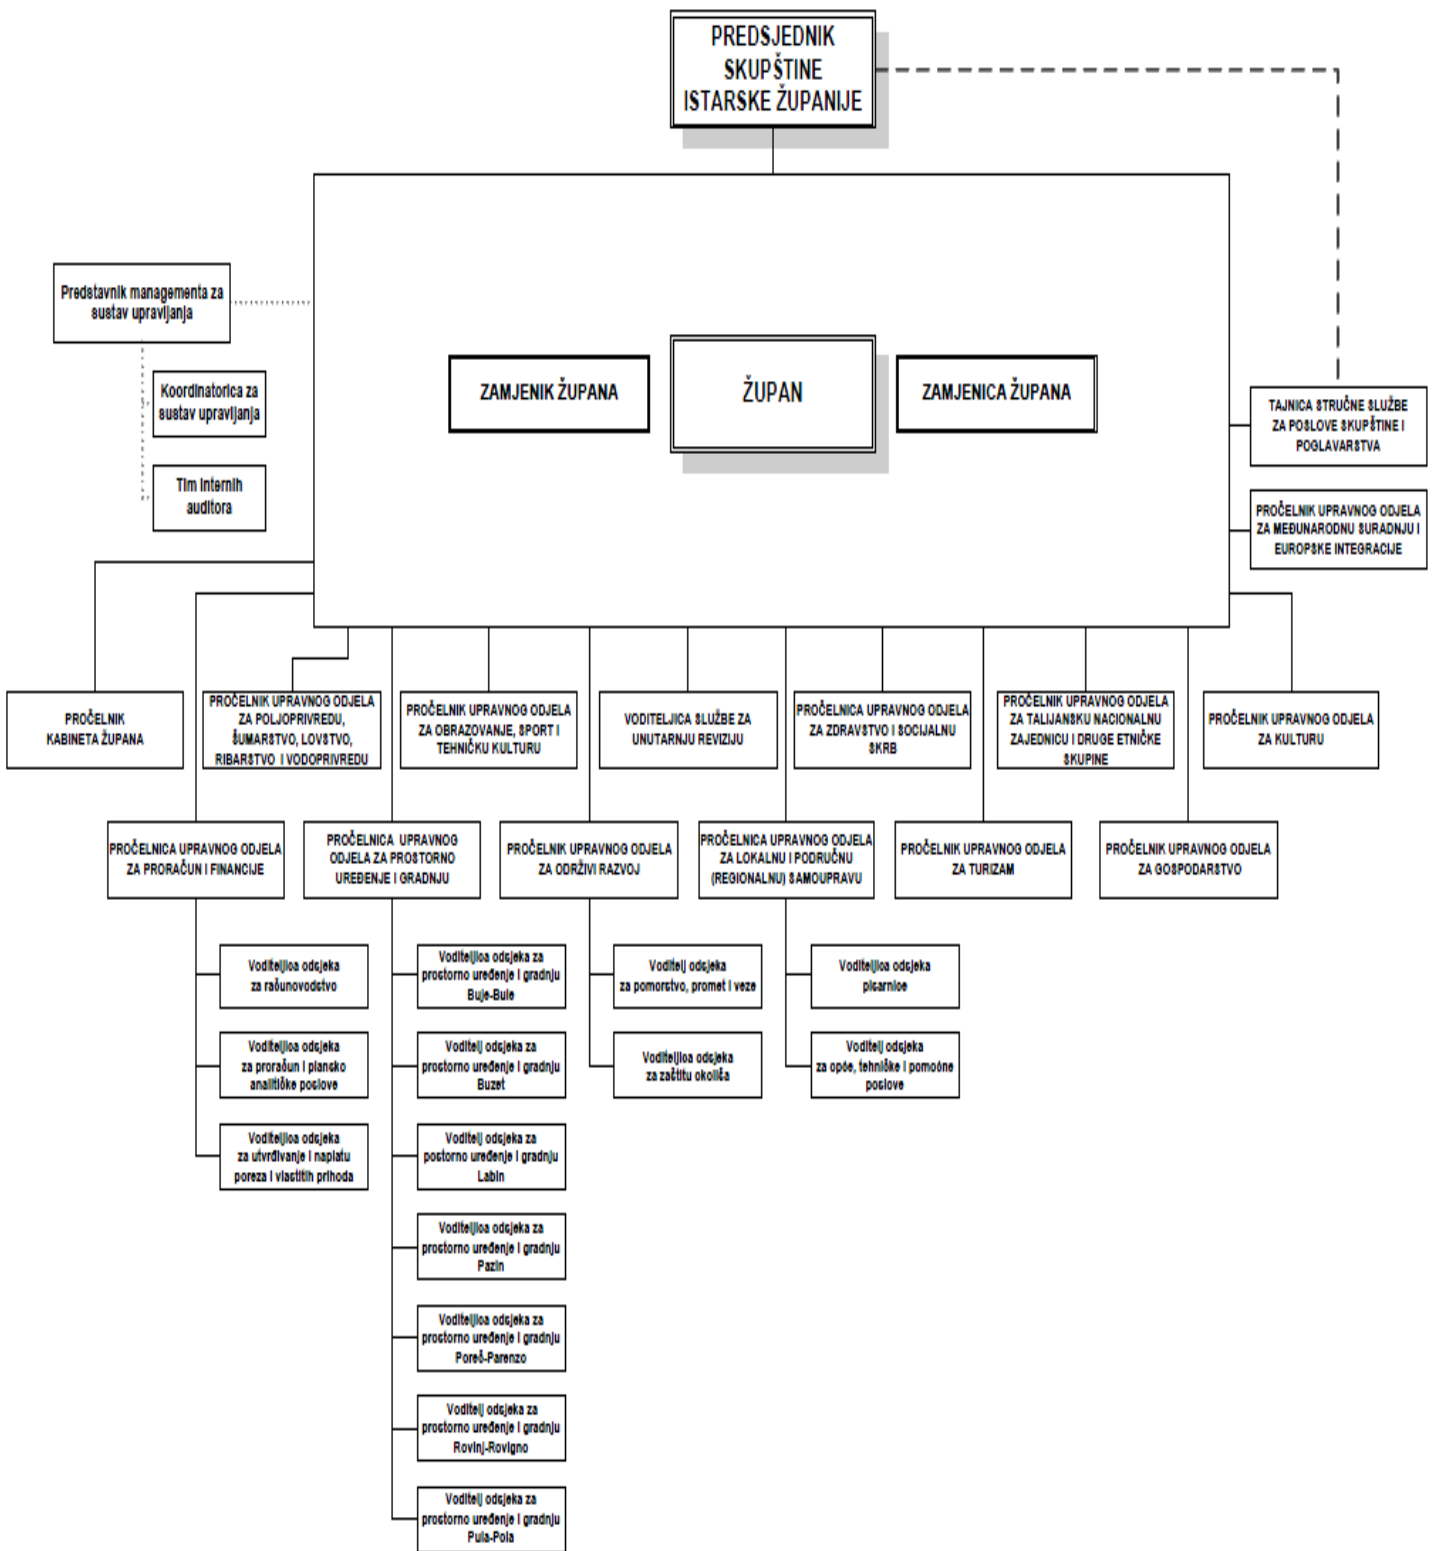 PREDSJEDNIK
SKUPŠTINE
ISTARSKE ŽUPANIJE
Predstavnik managementa za
sustav upravljanja
Koordinatorica za
sustav upravljanja
Tim internih
auditora
ZAMJENIK ŽUPANA
ŽUPAN
ZAMJENICA ŽUPANA
TAJNICA STRUČNE SLUŽBE
ZA POSLOVE SKUPŠTINE I
POGLAVARSTVA
PROČELNIK UPRAVNOG ODJELA
ZA MEĐUNARODNU SURADNJU I
EUROPSKE INTEGRACIJE
PROČELNIK
KABINETA ŽUPANA
PROČELNIK UPRAVNOG ODJELA
ZA POLJOPRIVREDU,
ŠUMARSTVO, LOVSTVO,
RIBARSTVO I VODOPRIVREDU
PROČELNIK UPRAVNOG ODJELA
ZA OBRAZOVANJE, SPORT I
TEHNIČKU KULTURU
VODITELJICA SLUŽBE ZA
UNUTARNJU REVIZIJU
PROČELNICA UPRAVNOG ODJELA
ZA ZDRAVSTVO I SOCIJALNU
SKRB
PROČELNIK UPRAVNOG ODJELA
ZA TALIJANSKU NACIONALNU
ZAJEDNICU I DRUGE ETNIČKE
SKUPINE
PROČELNIK UPRAVNOG ODJELA
ZA KULTURU
PROČELNICA UPRAVNOG ODJELA
ZA PRORAČUN I FINANCIJE
PROČELNICA UPRAVNOG
ODJELA ZA PROSTORNO
UREĐENJE I GRADNJU
PROČELNIK UPRAVNOG ODJELA
ZA ODRŽIVI RAZVOJ
PROČELNICA UPRAVNOG ODJELA
ZA LOKALNU I PODRUČNU
(REGIONALNU) SAMOUPRAVU
PROČELNIK UPRAVNOG ODJELA
ZA TURIZAM
PROČELNIK UPRAVNOG ODJELA
ZA GOSPODARSTVO
Voditeljica odsjeka
za računovodstvo
Voditeljica odsjeka
za proračun i plansko
analitičke poslove
Voditeljica odsjeka
za utvrđivanje i naplatu
poreza i vlastitih prihoda
Voditeljica odsjeka za
prostorno uređenje i gradnju
Buje-Buie
Voditelj odsjeka za
prostorno uređenje i gradnju
Buzet
Voditelj odsjeka za
postorno uređenje i gradnju
Labin
Voditeljica odsjeka za
prostorno uređenje i gradnju
Pazin
Voditeljica odsjeka za
prostorno uređenje i gradnju
Poreč-Parenzo
Voditelj odsjeka za
prostorno uređenje i gradnju
Rovinj-Rovigno
Voditelj odsjeka za
prostorno uređenje i gradnju
Pula-Pola
Voditelj odsjeka
za pomorstvo, promet i veze
Voditeljica odsjeka
za zaštitu okoliša
Voditeljica odsjeka
pisarnice
Voditelj odsjeka
za opće, tehničke i pomoćne
poslove